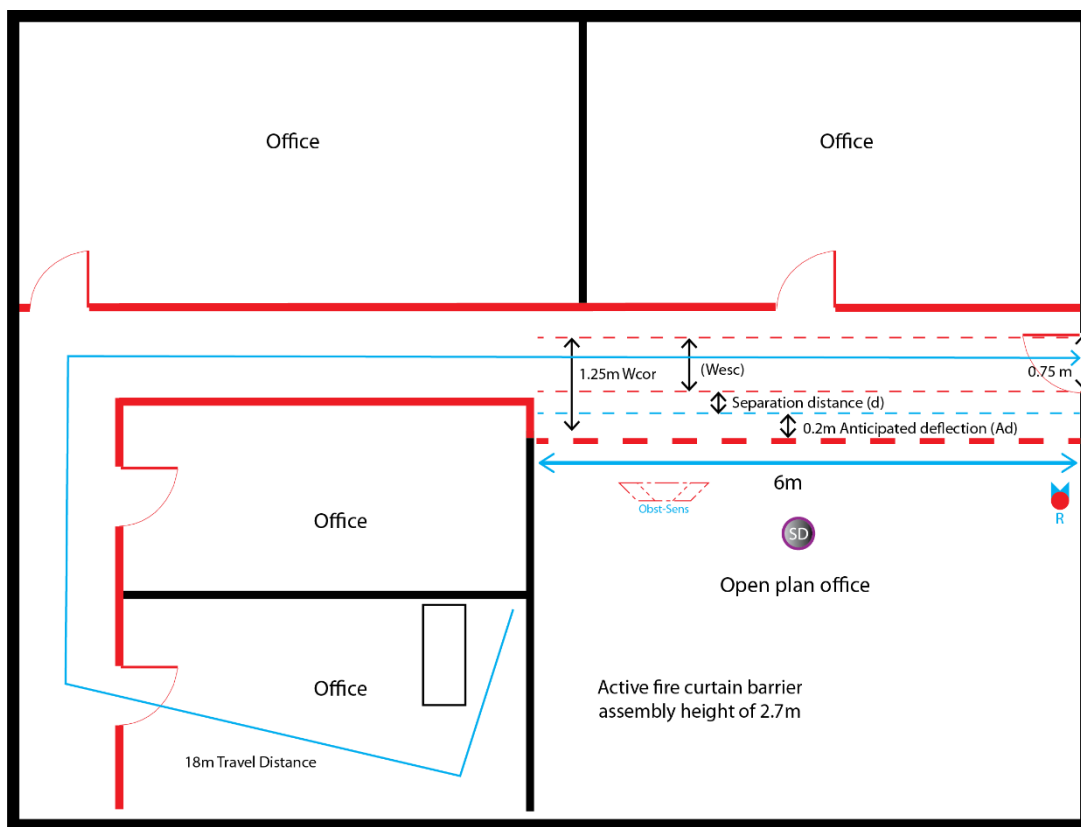 Office
Office
1.25m Wcor
(Wesc)
0.75 m
Separation distance (d)
0.2m Anticipated deflection (Ad)
6m
Obst-Sens
R
SD
Office
Open plan office
Office
Active fire curtain barrier
assembly height of 2.7m
18m Travel Distance